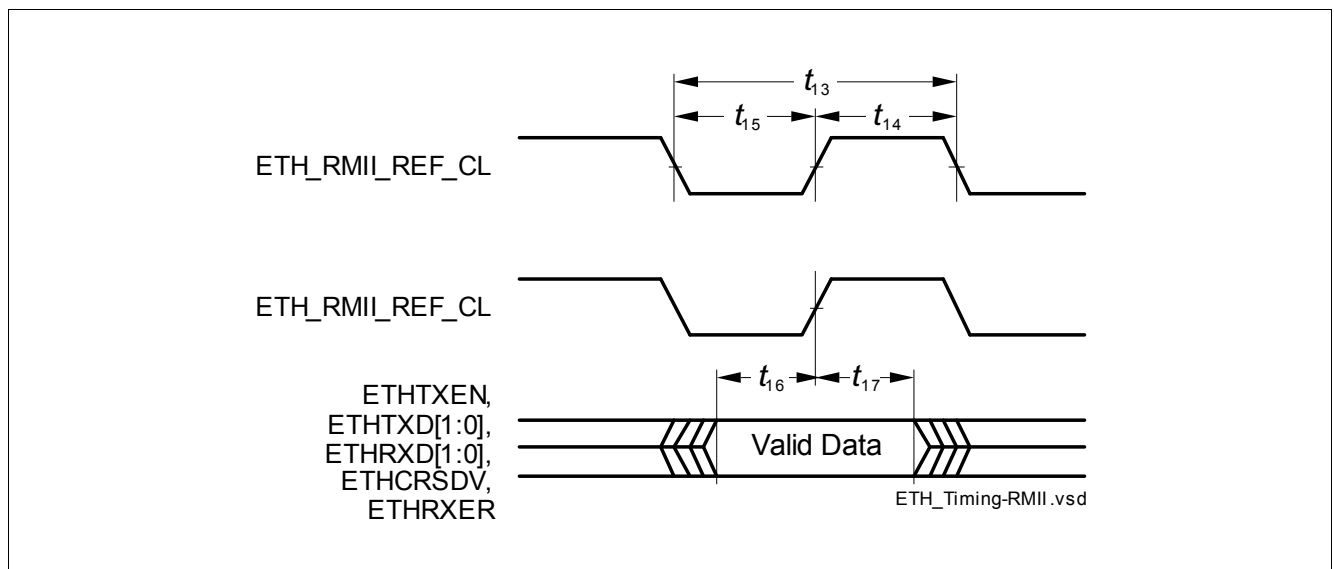 t13
t15 t14
ETH_RMII_REF_CL
ETH_RMII_REF_CL
t16 t17
ETHTXEN,
ETHTXD[1:0],
ETHRXD[1:0],
ETHCRSDV,
ETHRXER
Valid Data
ETH_Timing-RMII.vsd